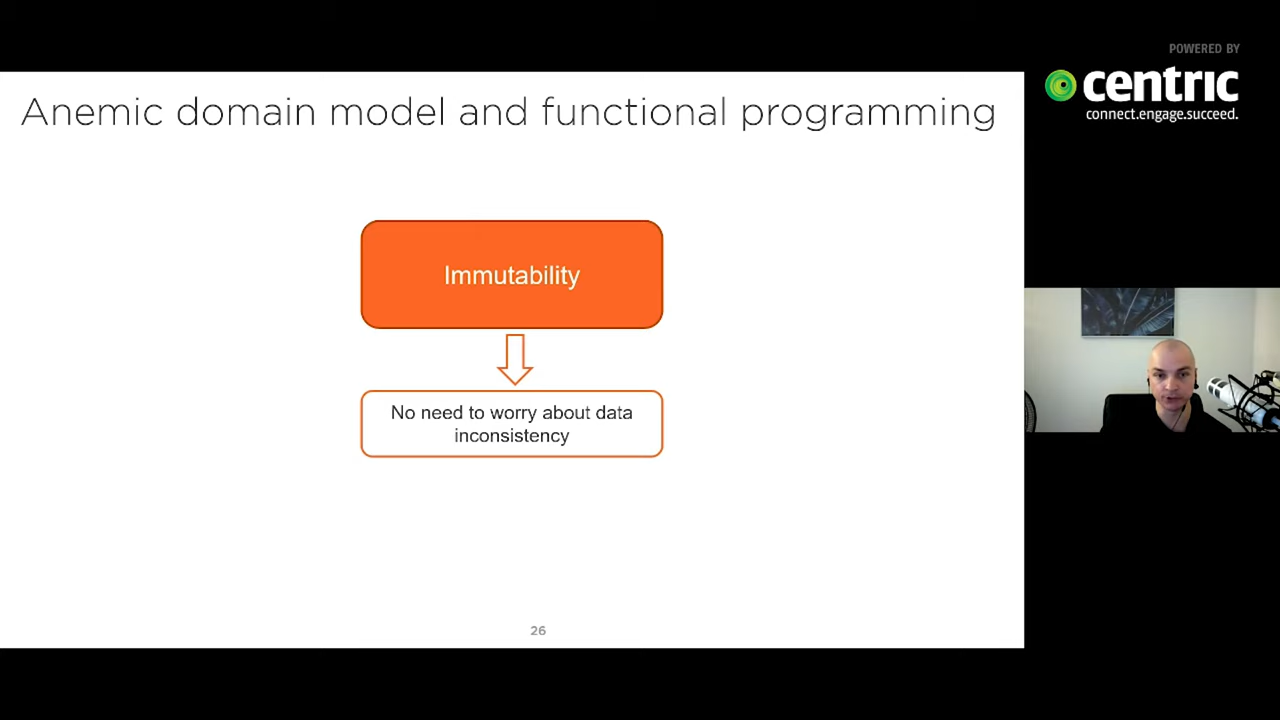 POWERED BY
centric
connect.engage.succeed.
Anemic domain model and functional programming
Immutability
No need to worry about data
inconsistency
26